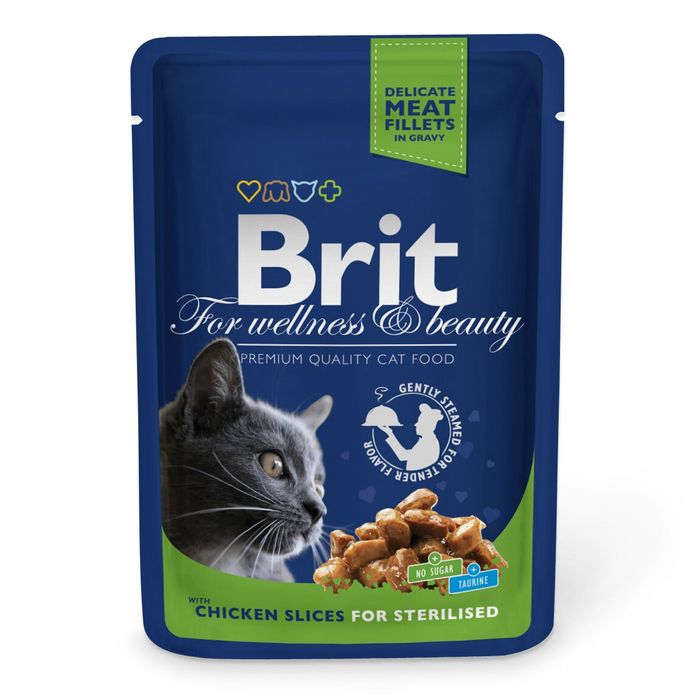 DELICATE
MEAT
FILLETS
IN GRAVY
Brit
For wellness & beauty
PREMIUM QUALITY CAT FOOD
GENTLY STEAMED FOR TENDER FLAVOR
+ NO SUGAR
+ TAURINE
WITH CHICKEN SLICES FOR STERILISED